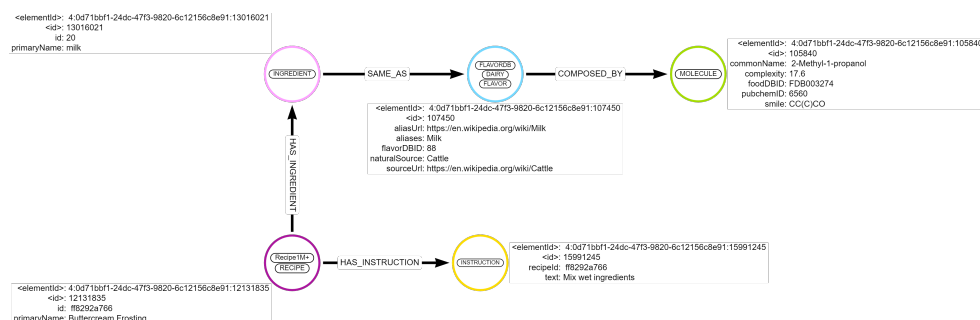 <elementId>: 4:0d71bbf1-24dc-47f3-9820-6c12156c8e91:13016021
<id>: 13016021
id: 20
primaryName: milk
INGREDIENT
SAME_AS
FLAVORDB
DAIRY
FLAVOR
COMPOSED_BY
MOLECULE
<elementId>: 4:0d71bbf1-24dc-47f3-9820-6c12156c8e91:105840
<id>: 105840
commonName: 2-Methyl-1-propanol
complexity: 17.6
foodDBID: FDB003274
pubchemID: 6560
smile: CC(C)CO
<elementId>: 4:0d71bbf1-24dc-47f3-9820-6c12156c8e91:107450
<id>: 107450
aliasUrl: https://en.wikipedia.org/wiki/Milk
aliases: Milk
flavorDBID: 88
naturalSource: Cattle
sourceUrl: https://en.wikipedia.org/wiki/Cattle
HAS_INGREDIENT
Recipe1M+
RECIPE
HAS_INSTRUCTION
INSTRUCTION
<elementId>: 4:0d71bbf1-24dc-47f3-9820-6c12156c8e91:15991245
<id>: 15991245
recipeId: ff8292a766
text: Mix wet ingredients
<elementId>: 4:0d71bbf1-24dc-47f3-9820-6c12156c8e91:12131835
<id>: 12131835
id: ff8292a766
primaryName: Buttercream Frosting